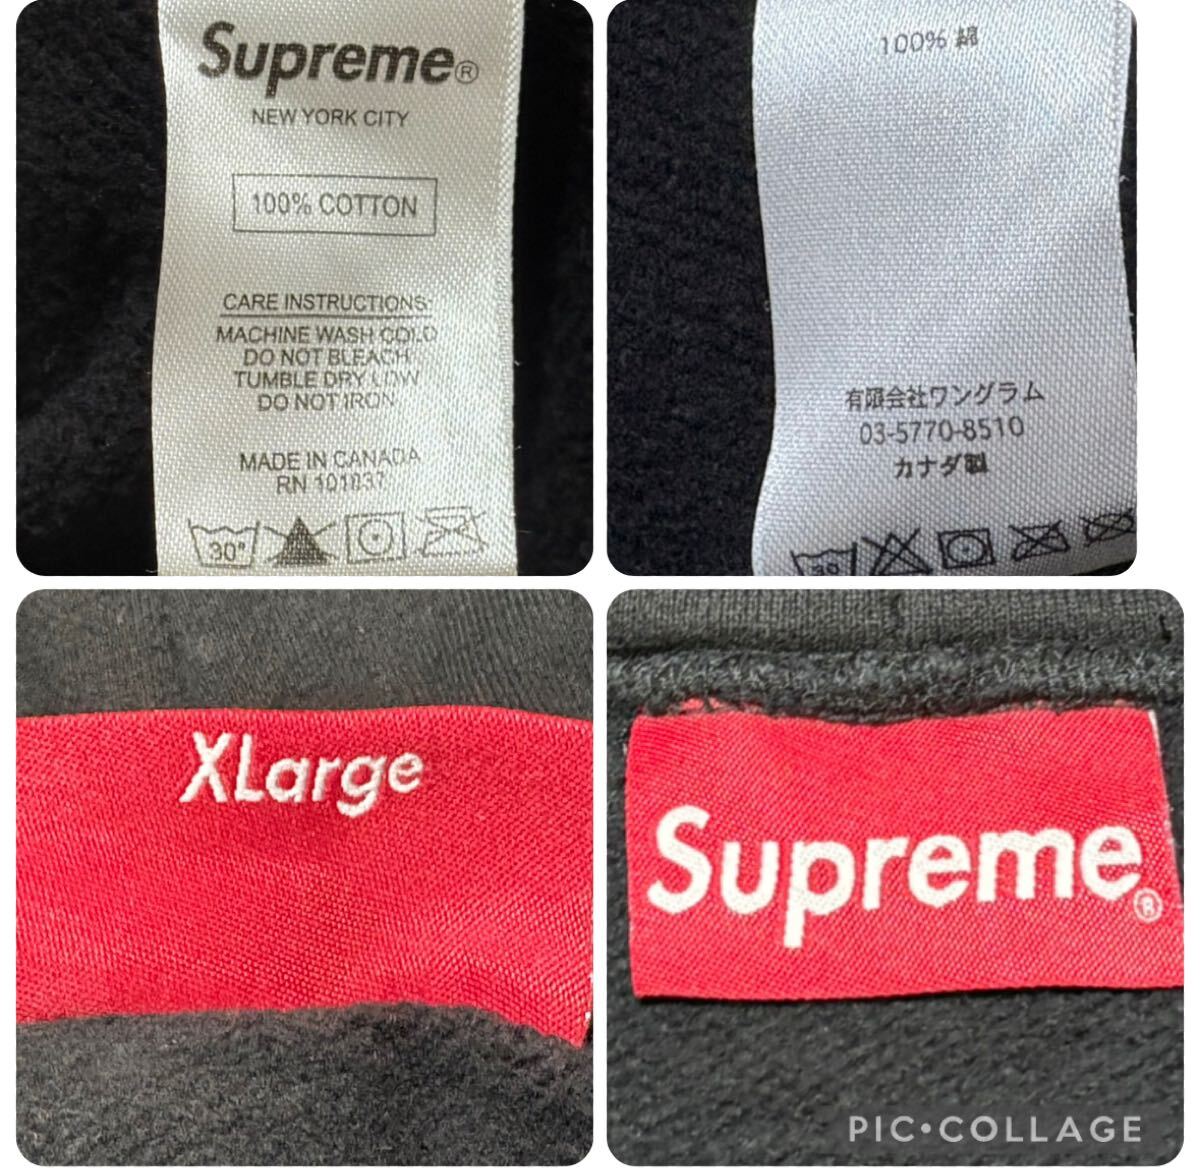 Supreme®
NEW YORK CITY
100% COTTON
CARE INSTRUCTIONS:
MACHINE WASH COLD
DO NOT BLEACH
TUMBLE DRY LOW
DO NOT IRON
MADE IN CANADA
RN 101837
30°
100% 綿
有限会社ワングラム
03-5770-8510
カナダ製
30
XLarge
Supreme®
PIC•COLLAGE